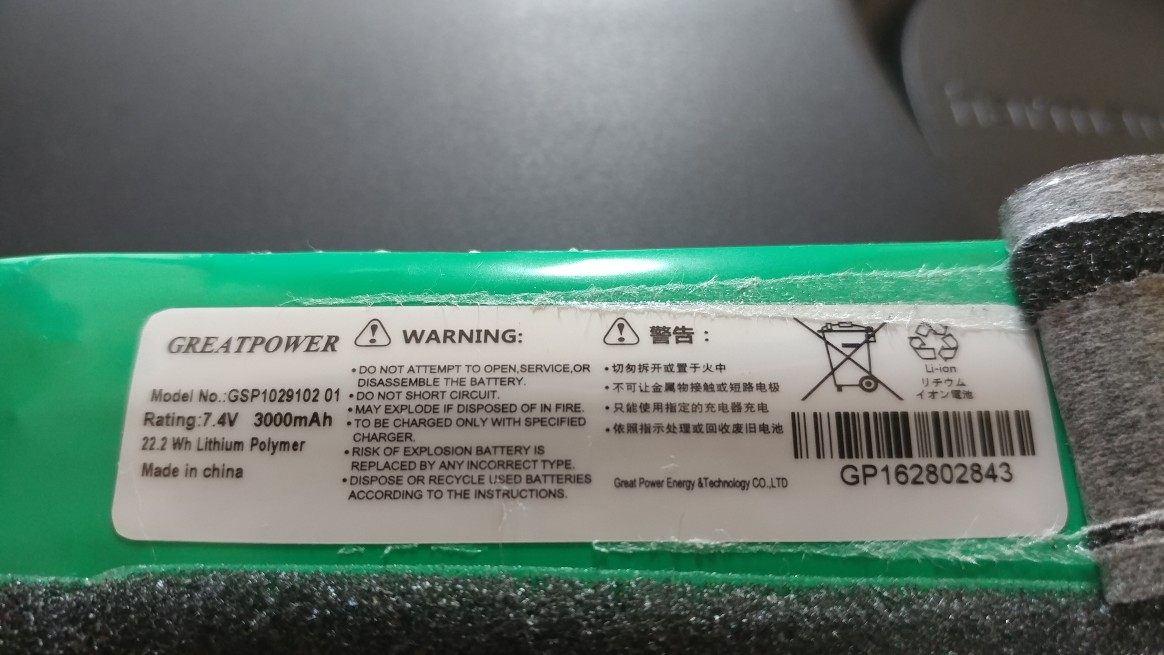 GREATPOWER
Model No.:GSP1029102 01
Rating:7.4V 3000mAh
22.2 Wh Lithium Polymer
Made in china
WARNING:
• DO NOT ATTEMPT TO OPEN,SERVICE,OR
DISASSEMBLE THE BATTERY.
• DO NOT SHORT CIRCUIT.
• MAY EXPLODE IF DISPOSED OF IN FIRE.
• TO BE CHARGED ONLY WITH SPECIFIED
CHARGER.
• RISK OF EXPLOSION BATTERY IS
REPLACED BY ANY INCORRECT TYPE.
• DISPOSE OR RECYCLE USED BATTERIES
ACCORDING TO THE INSTRUCTIONS.
警告：
• 切勿拆开或置于火中
• 不可让金属物接触或短路电极
• 只能使用指定的充电器充电
• 依照指示处理或回收废旧电池
Great Power Energy &Technology CO.,LTD
Li-ion
リチウム
イオン電池
GP162802843